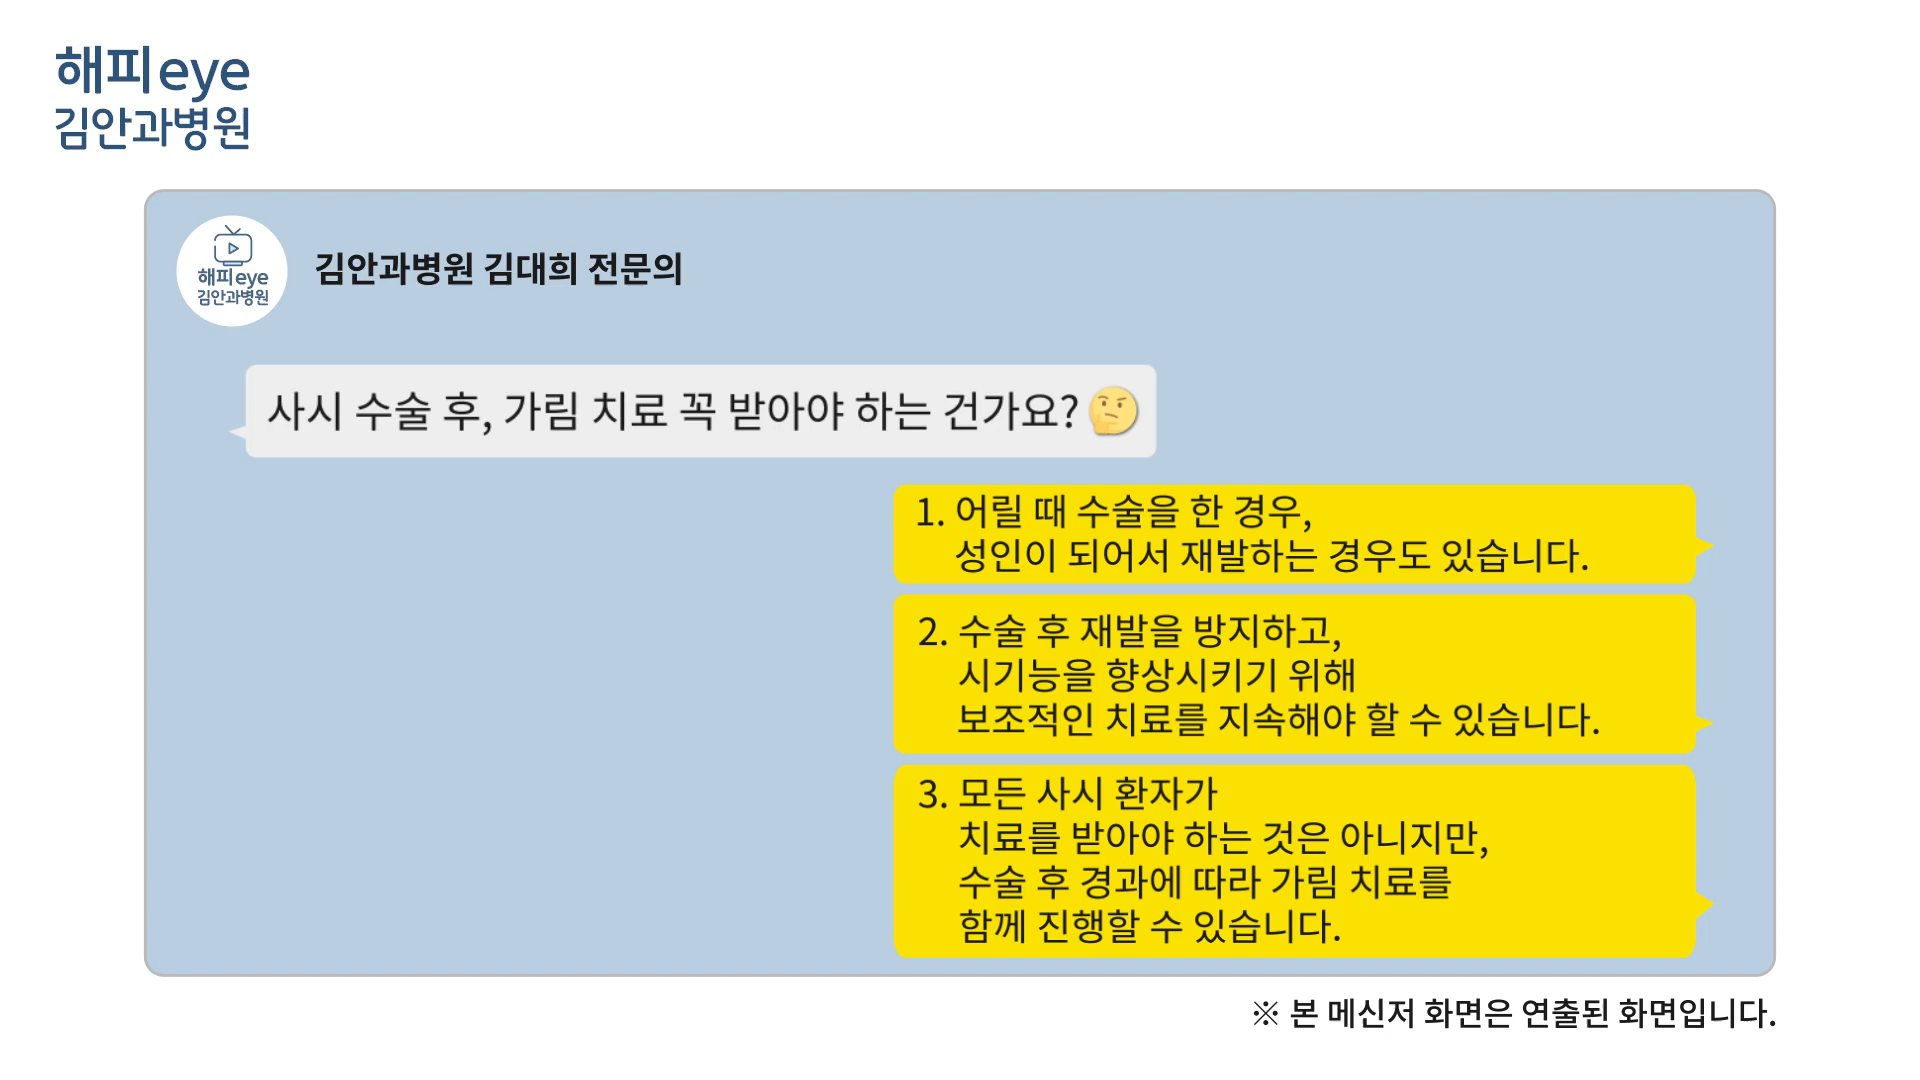 해피eye
김안과병원
해피eye
김안과병원
김안과병원 김대희 전문의
사시 수술 후, 가림 치료 꼭 받아야 하는 건가요?🤔
1. 어릴 때 수술을 한 경우,
성인이 되어서 재발하는 경우도 있습니다.
2. 수술 후 재발을 방지하고,
시기능을 향상시키기 위해
보조적인 치료를 지속해야 할 수 있습니다.
3. 모든 사시 환자가
치료를 받아야 하는 것은 아니지만,
수술 후 경과에 따라 가림 치료를
함께 진행할 수 있습니다.
※ 본 메신저 화면은 연출된 화면입니다.